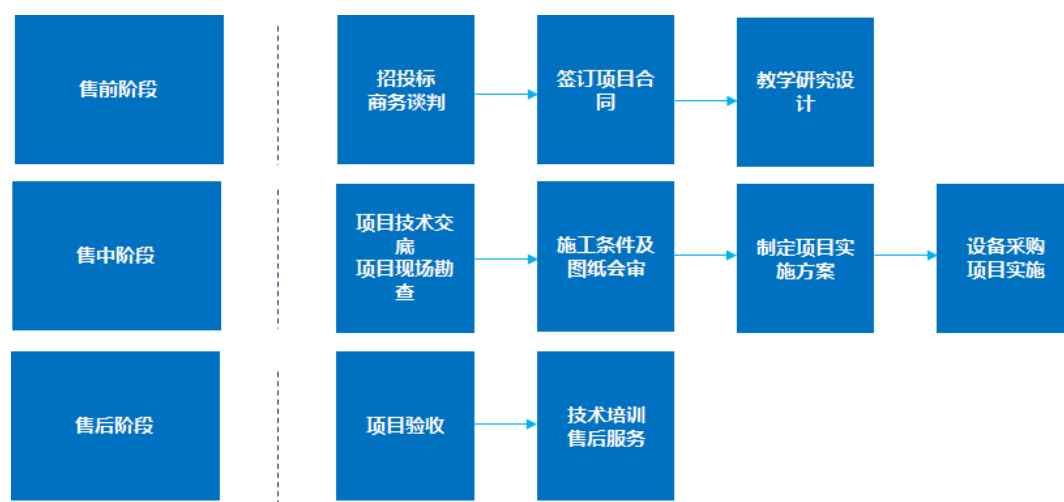 售前阶段
招投标
商务谈判
签订项目合
同
教学研究设
计
售中阶段
项目技术交
底
项目现场勘
查
施工条件及
图纸会审
制定项目实
施方案
设备采购
项目实施
售后阶段
项目验收
技术培训
售后服务